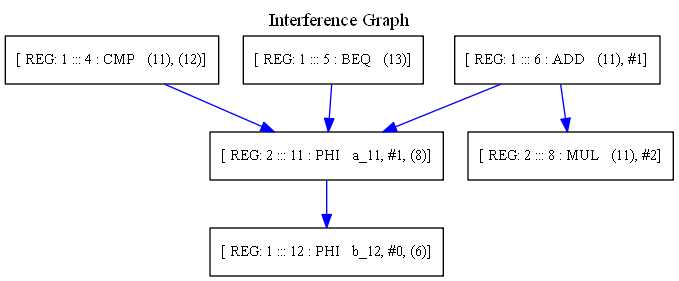 Interference Graph
[ REG: 1 ::: 4 : CMP (11), (12)]
[ REG: 1 ::: 5 : BEQ (13)]
[ REG: 1 ::: 6 : ADD (11), #1]
[ REG: 2 ::: 11 : PHI a_11, #1, (8)]
[ REG: 2 ::: 8 : MUL (11), #2]
[ REG: 1 ::: 12 : PHI b_12, #0, (6)]